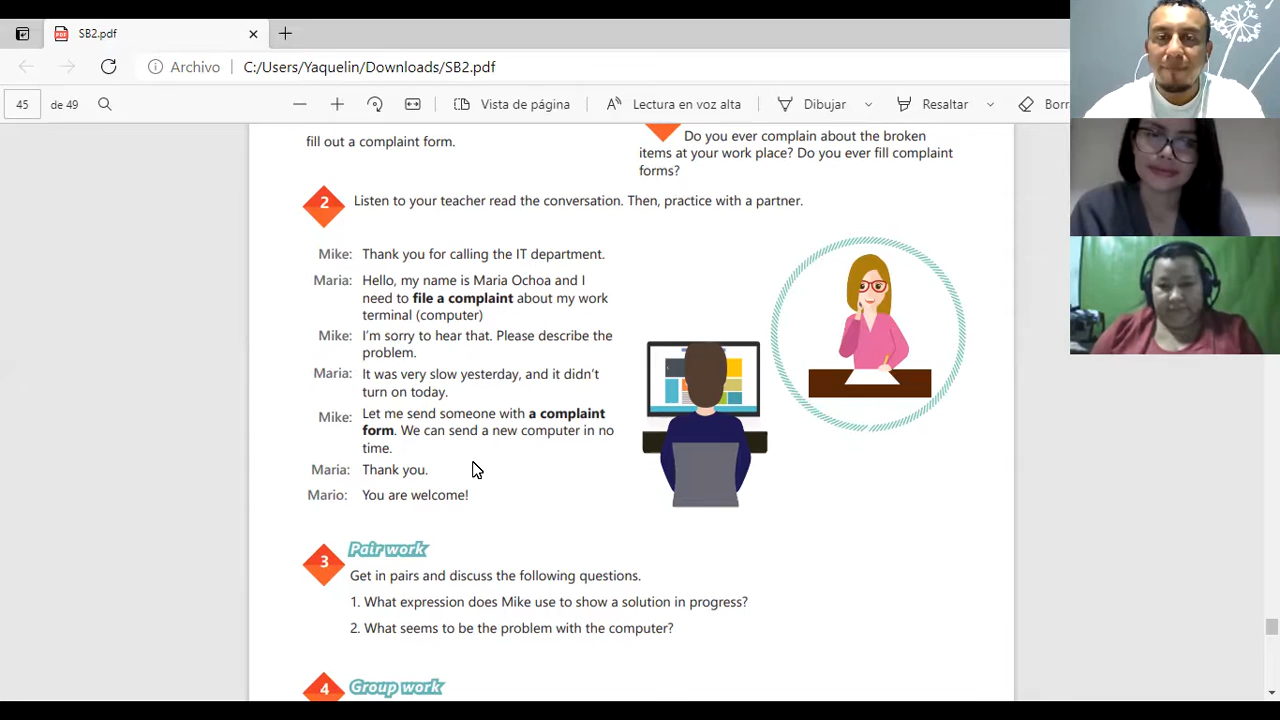 SB2.pdf
Archivo
C:/Users/Yaquelin/Downloads/SB2.pdf
45 de 49
Vista de página
Lectura en voz alta
Dibujar
Resaltar
fill out a complaint form.
Do you ever complain about the broken
items at your work place? Do you ever fill complaint
forms?
2 Listen to your teacher read the conversation. Then, practice with a partner.
Mike: Thank you for calling the IT department.
Maria: Hello, my name is Maria Ochoa and I
need to file a complaint about my work
terminal (computer)
Mike: I'm sorry to hear that. Please describe the
problem.
Maria: It was very slow yesterday, and it didn't
turn on today.
Mike: Let me send someone with a complaint
form. We can send a new computer in no
time.
Maria: Thank you.
Mario: You are welcome!
3 Pair work
Get in pairs and discuss the following questions.
1. What expression does Mike use to show a solution in progress?
2. What seems to be the problem with the computer?
4 Group work